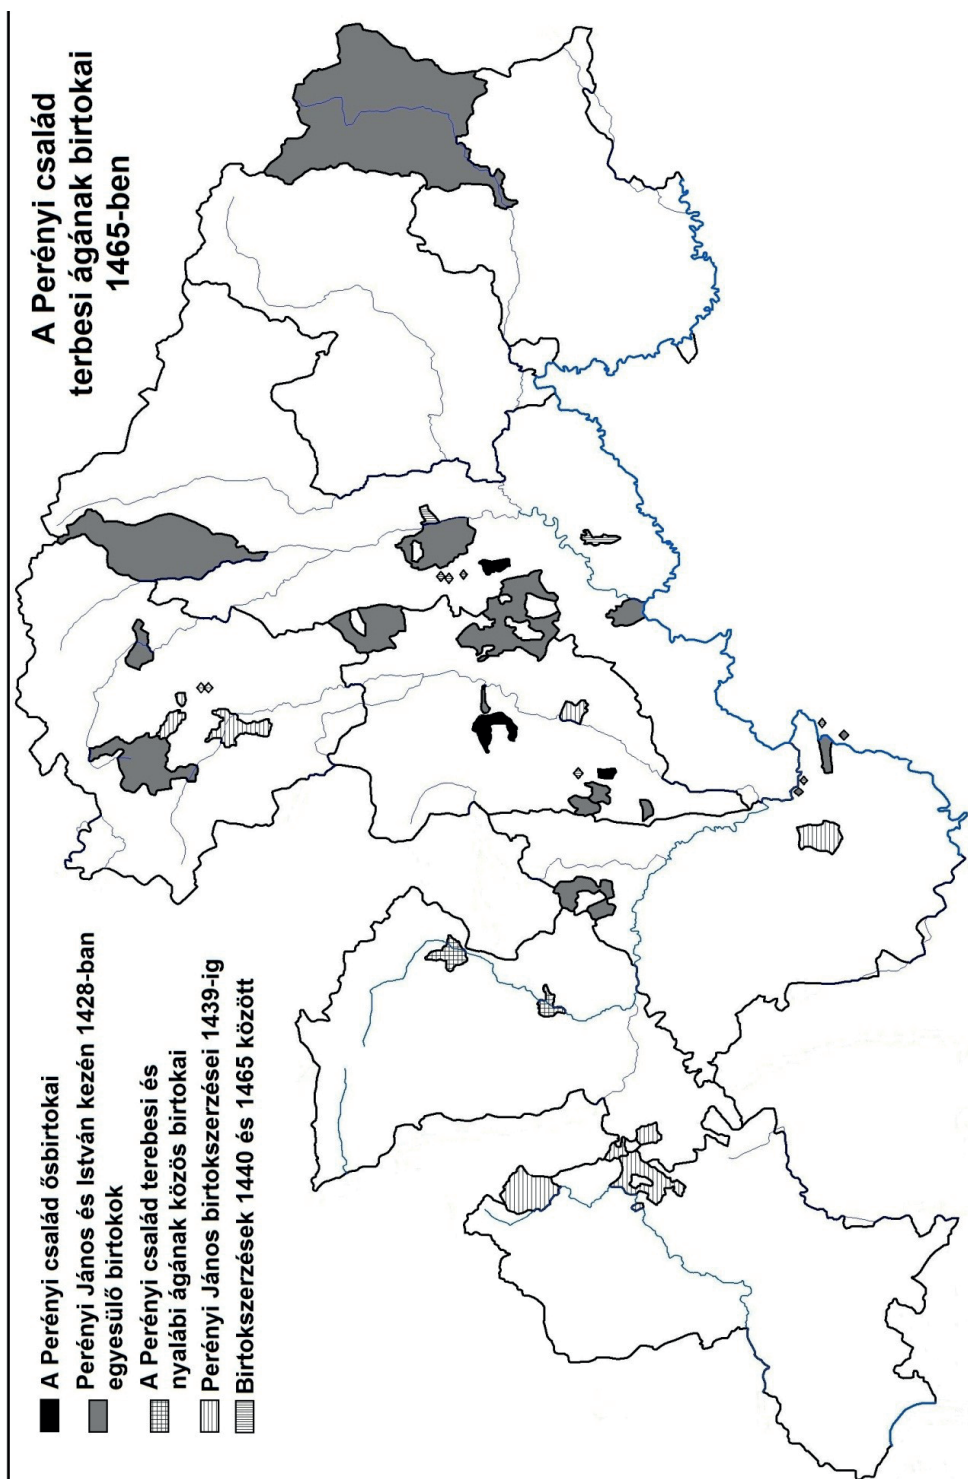 A Perényi család
terbesi ágának birtokai
1465-ben
A Perényi család ősbirtokai
Perényi János és István kezén 1428-ban
egyesülő birtokok
A Perényi család terebesi és
nyalábi ágának közös birtokai
Perényi János birtokszerzései 1439-ig
Birtokszerzések 1440 és 1465 között